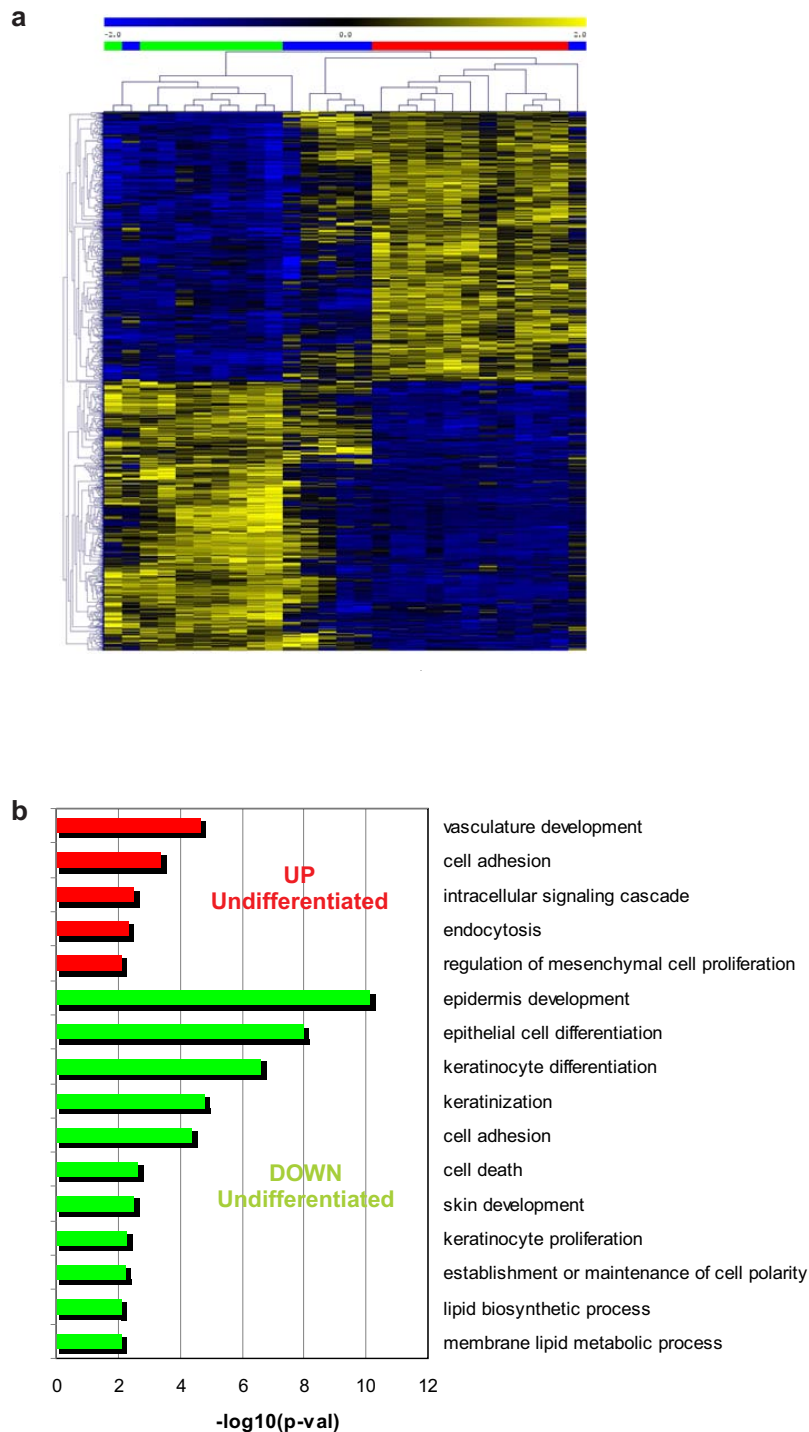 a
-2.0 0.0 2.0
b
vasculature development
cell adhesion
intracellular signaling cascade
endocytosis
regulation of mesenchymal cell proliferation
epidermis development
epithelial cell differentiation
keratinocyte differentiation
keratinization
cell adhesion
cell death
skin development
keratinocyte proliferation
establishment or maintenance of cell polarity
lipid biosynthetic process
membrane lipid metabolic process
UP
Undifferentiated
DOWN
Undifferentiated
0 2 4 6 8 10 12
-log10(p-val)